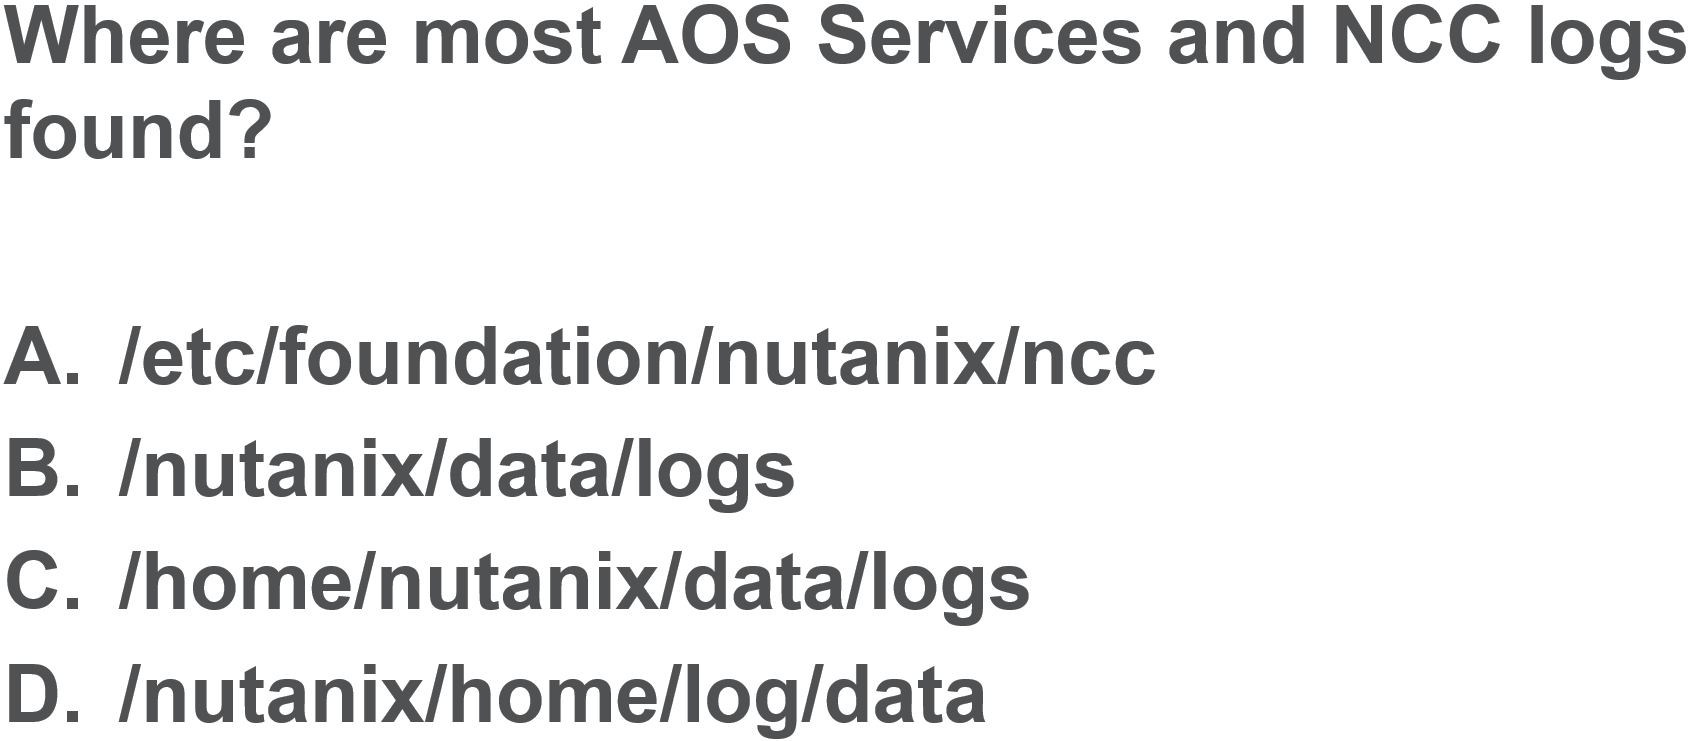 Where are most AOS Services and NCC logs
found?
A. /etc/foundation/nutanix/ncc
B. /nutanix/data/logs
C. /home/nutanix/data/logs
D. /nutanix/home/log/data